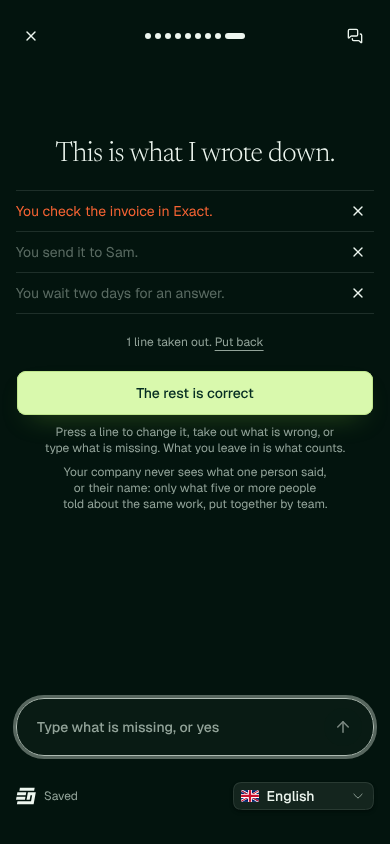 This is what I wrote down.
You check the invoice in Exact.
You send it to Sam.
You wait two days for an answer.
1 line taken out. Put back
The rest is correct
Press a line to change it, take out what is wrong, or
type what is missing. What you leave in is what counts.
Your company never sees what one person said,
or their name: only what five or more people
told about the same work, put together by team.
Type what is missing, or yes
Saved
English